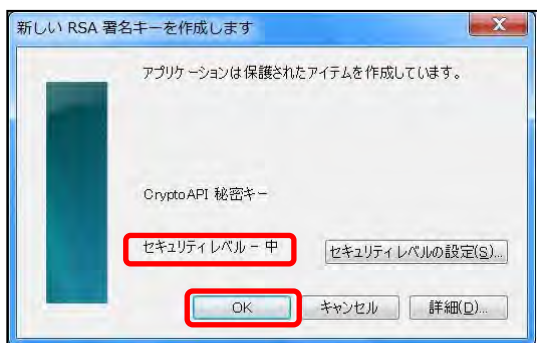 新しい RSA 署名キーを作成します
アプリケーションは保護されたアイテムを作成しています。
CryptoAPI 秘密キー
セキュリティ レベル - 中
セキュリティ レベルの設定(S)...
OK
キャンセル
詳細(D)...